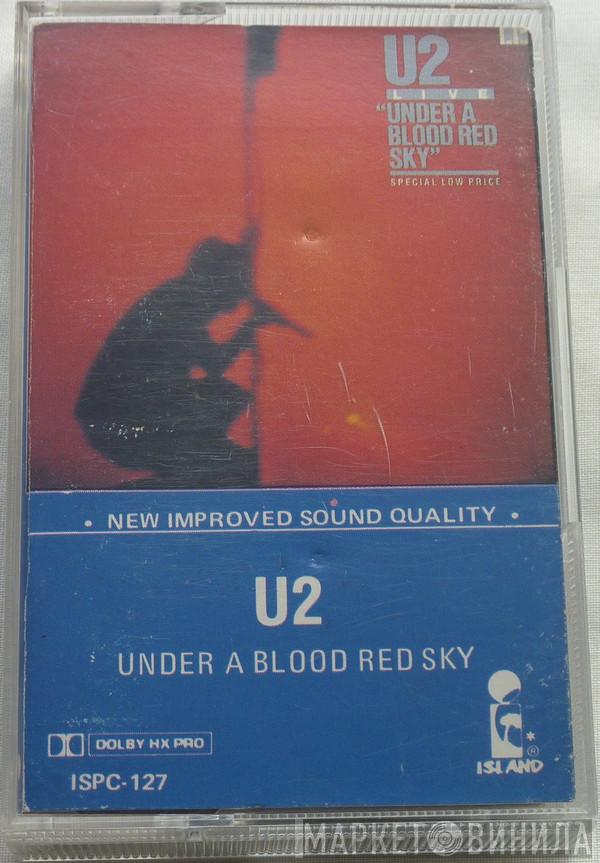 U2
LIVE
"UNDER A
BLOOD RED
SKY"
SPECIAL LOW PRICE
• NEW IMPROVED SOUND QUALITY •
U2
UNDER A BLOOD RED SKY
DOLBY HX PRO
ISPC-127
* ®
ISLAND
МАРКЕТ ВИНИЛА